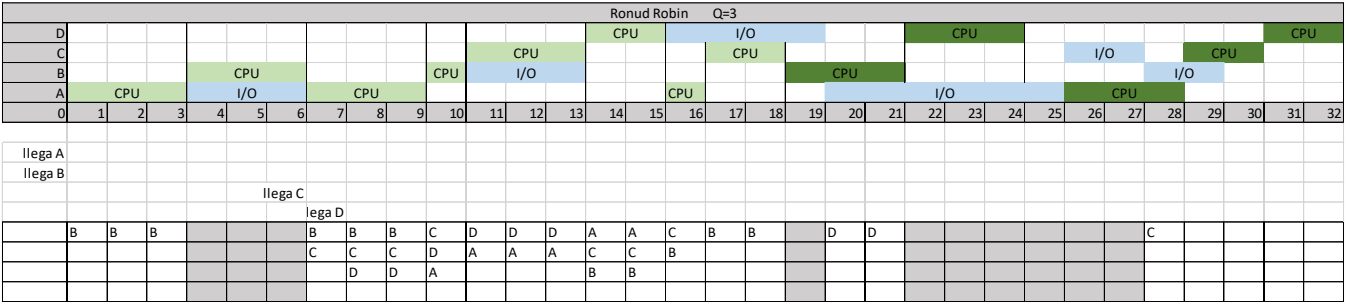 Ronud Robin Q=3
D CPU I/O CPU CPU
C CPU CPU I/O CPU
B CPU CPU I/O CPU I/O
A CPU I/O CPU CPU I/O CPU
0 1 2 3 4 5 6 7 8 9 10 11 12 13 14 15 16 17 18 19 20 21 22 23 24 25 26 27 28 29 30 31 32
llega A
llega B
llega C
lega D
B B B B B B C D D D A A C B B D D C
C C C D A A A C C B
D D A B B